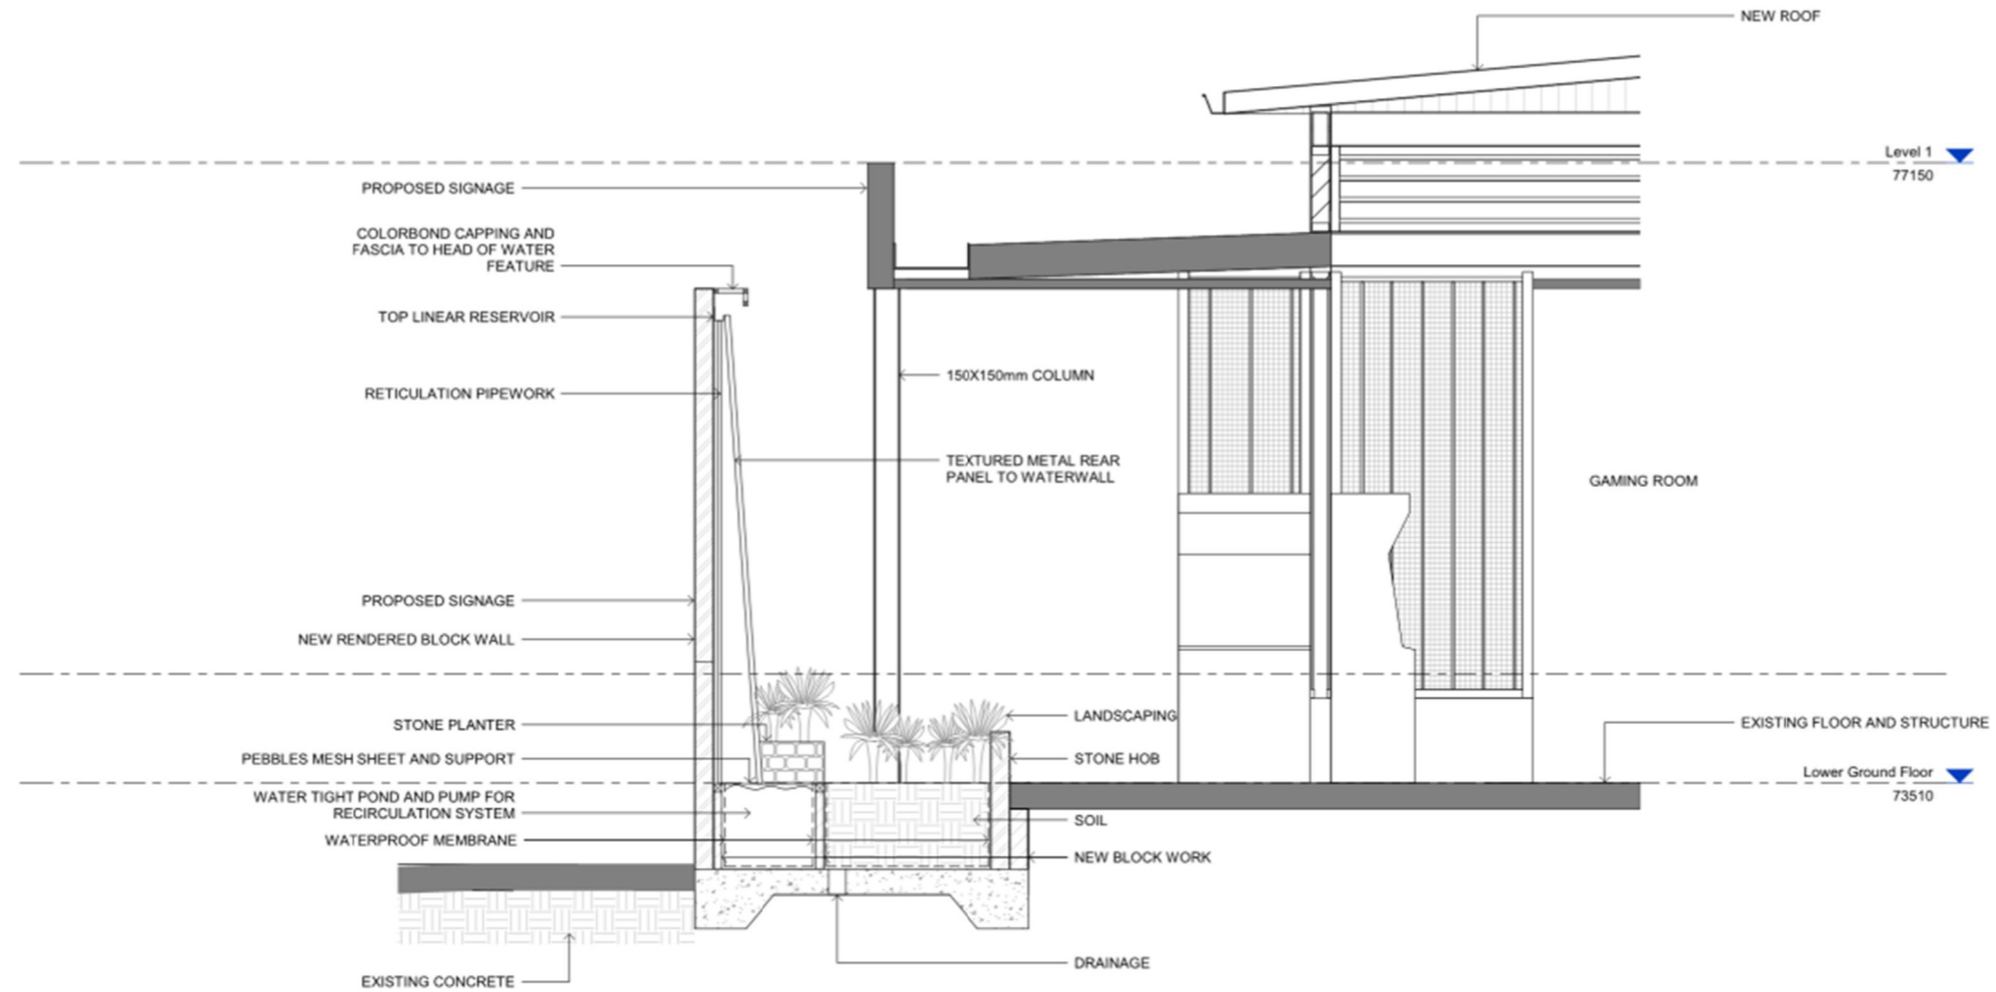 NEW ROOF
Level 1
77150
PROPOSED SIGNAGE
COLORBOND CAPPING AND
FASCIA TO HEAD OF WATER
FEATURE
TOP LINEAR RESERVOIR
150X150mm COLUMN
RETICULATION PIPEWORK
TEXTURED METAL REAR
PANEL TO WATERWALL
GAMING ROOM
PROPOSED SIGNAGE
NEW RENDERED BLOCK WALL
LANDSCAPING
STONE PLANTER
EXISTING FLOOR AND STRUCTURE
PEBBLES MESH SHEET AND SUPPORT
STONE HOB
Lower Ground Floor
73510
WATER TIGHT POND AND PUMP FOR
RECIRCULATION SYSTEM
SOIL
WATERPROOF MEMBRANE
NEW BLOCK WORK
DRAINAGE
EXISTING CONCRETE